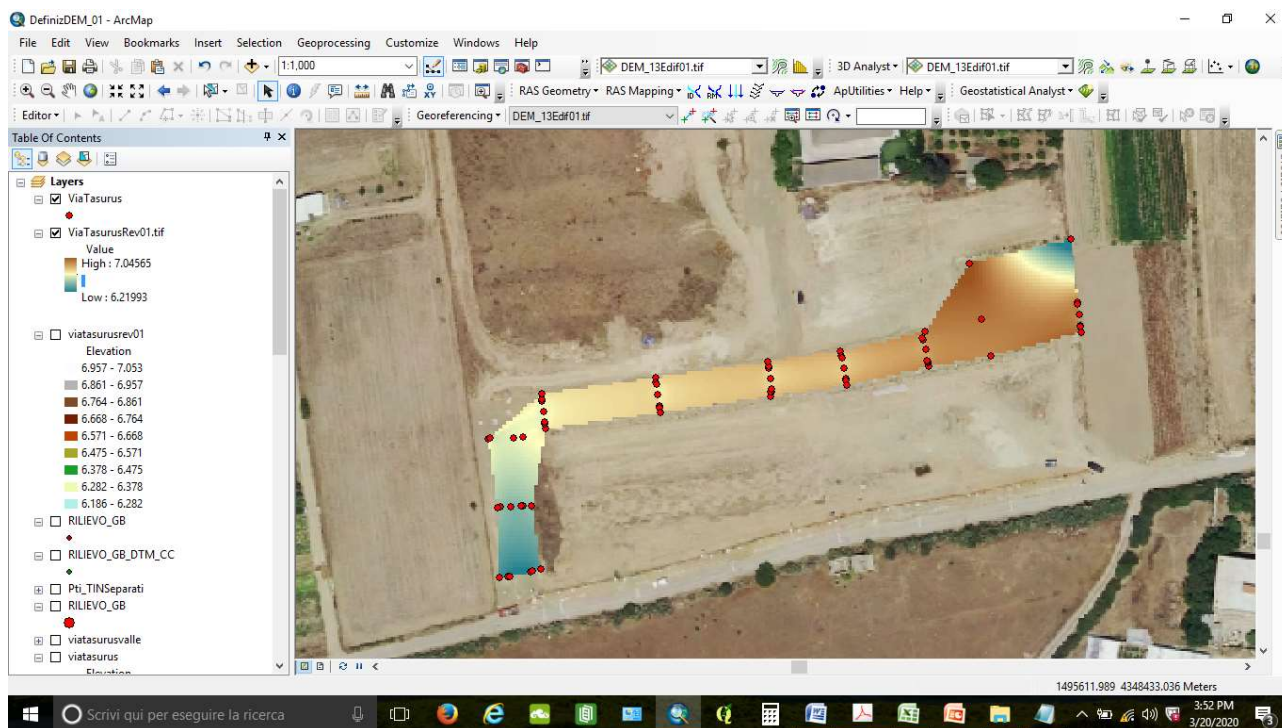 DefinizDEM_01 - ArcMap
File Edit View Bookmarks Insert Selection Geoprocessing Customize Windows Help
1:1,000 DEM_13Edif01.tif 3D Analyst DEM_13Edif01.tif
RAS Geometry RAS Mapping ApUtilities Help Geostatistical Analyst
Editor Georeferencing DEM_13Edif01.tif
Table Of Contents
Layers
ViaTasurus
ViaTasurusRev01.tif
Value
High : 7.04565
Low : 6.21993
viatasurusrev01
Elevation
6.957 - 7.053
6.861 - 6.957
6.764 - 6.861
6.668 - 6.764
6.571 - 6.668
6.475 - 6.571
6.378 - 6.475
6.282 - 6.378
6.186 - 6.282
RILIEVO_GB
RILIEVO_GB_DTM_CC
Pti_TINSeparati
RILIEVO_GB
viatasurusvalle
viatasurus
Elevation
1495611.989 4348433.036 Meters
Scrivi qui per eseguire la ricerca
3:52 PM
3/20/2020